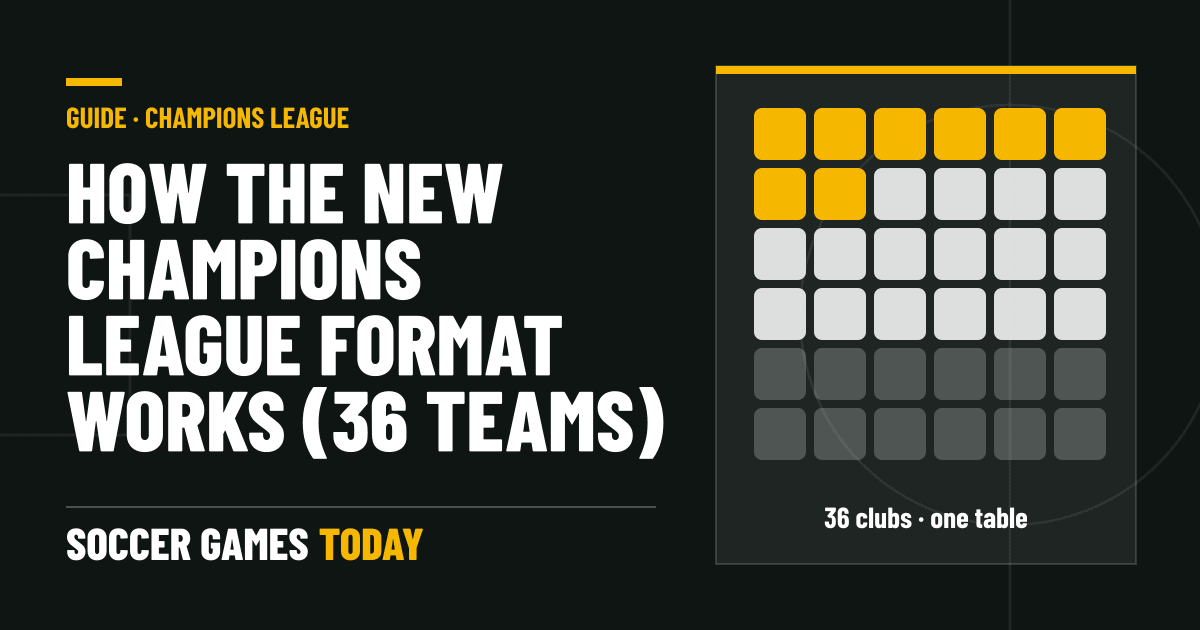 GUIDE · CHAMPIONS LEAGUE
HOW THE NEW
CHAMPIONS
LEAGUE FORMAT
WORKS (36 TEAMS)
SOCCER GAMES TODAY
36 clubs · one table